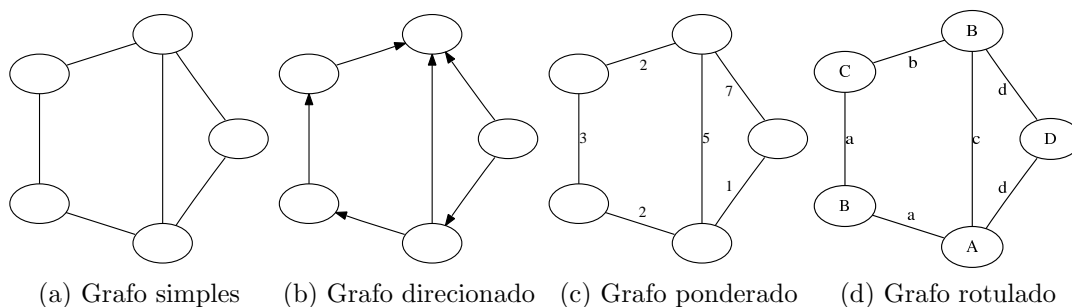 2
3
7
5
1
2
B
C
b
d
a
c
D
B
a
d
A
(a) Grafo simples
(b) Grafo direcionado
(c) Grafo ponderado
(d) Grafo rotulado